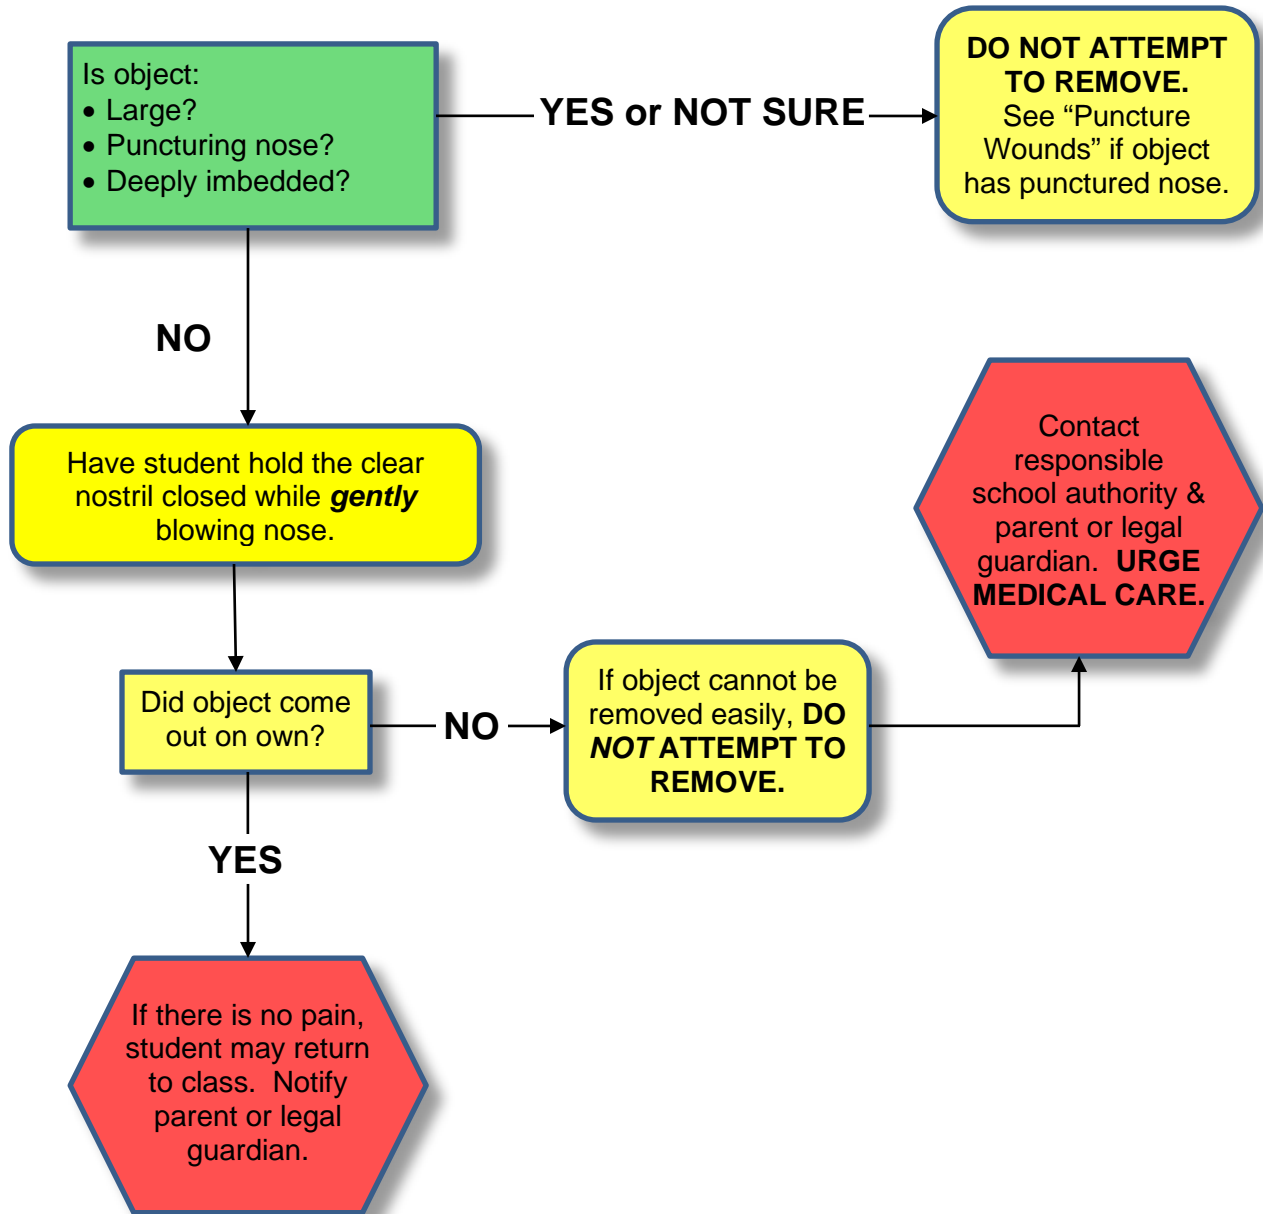 Is object:
• Large?
• Puncturing nose?
• Deeply imbedded?
YES or NOT SURE
DO NOT ATTEMPT
TO REMOVE.
See “Puncture
Wounds” if object
has punctured nose.
NO
Have student hold the clear
nostril closed while gently
blowing nose.
Did object come
out on own?
NO
If object cannot be
removed easily, DO
NOT ATTEMPT TO
REMOVE.
Contact
responsible
school authority &
parent or legal
guardian.  URGE
MEDICAL CARE.
YES
If there is no pain,
student may return
to class.  Notify
parent or legal
guardian.